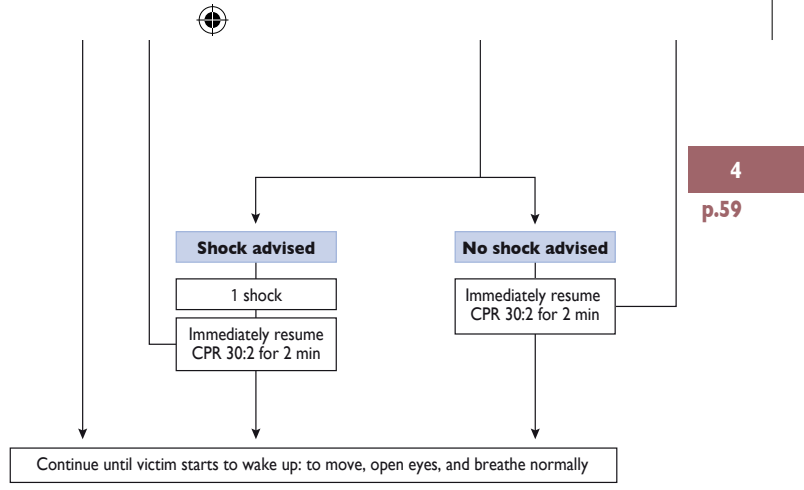 4
p.59
Shock advised
No shock advised
1 shock
Immediately resume
CPR 30:2 for 2 min
Immediately resume
CPR 30:2 for 2 min
Continue until victim starts to wake up: to move, open eyes, and breathe normally